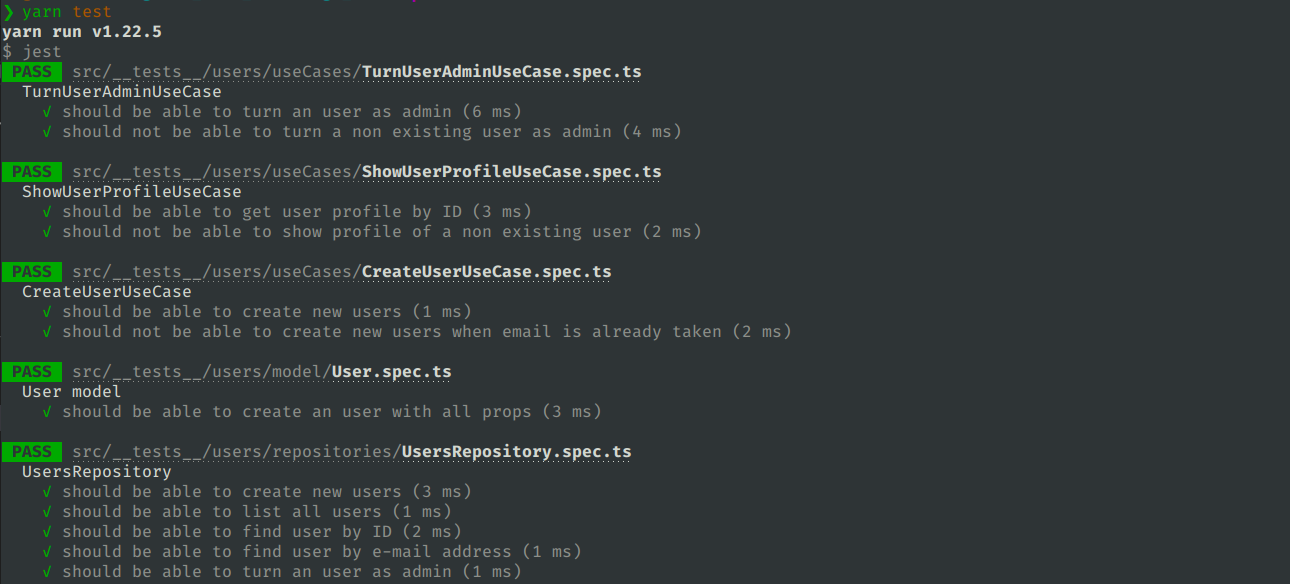 ❯ yarn test
yarn run v1.22.5
$ jest
PASS src/__tests__/users/useCases/TurnUserAdminUseCase.spec.ts
TurnUserAdminUseCase
√ should be able to turn an user as admin (6 ms)
√ should not be able to turn a non existing user as admin (4 ms)
PASS src/__tests__/users/useCases/ShowUserProfileUseCase.spec.ts
ShowUserProfileUseCase
√ should be able to get user profile by ID (3 ms)
√ should not be able to show profile of a non existing user (2 ms)
PASS src/__tests__/users/useCases/CreateUserUseCase.spec.ts
CreateUserUseCase
√ should be able to create new users (1 ms)
√ should not be able to create new users when email is already taken (2 ms)
PASS src/__tests__/users/model/User.spec.ts
User model
√ should be able to create an user with all props (3 ms)
PASS src/__tests__/users/repositories/UsersRepository.spec.ts
UsersRepository
√ should be able to create new users (3 ms)
√ should be able to list all users (1 ms)
√ should be able to find user by ID (2 ms)
√ should be able to find user by e-mail address (1 ms)
√ should be able to turn an user as admin (1 ms)